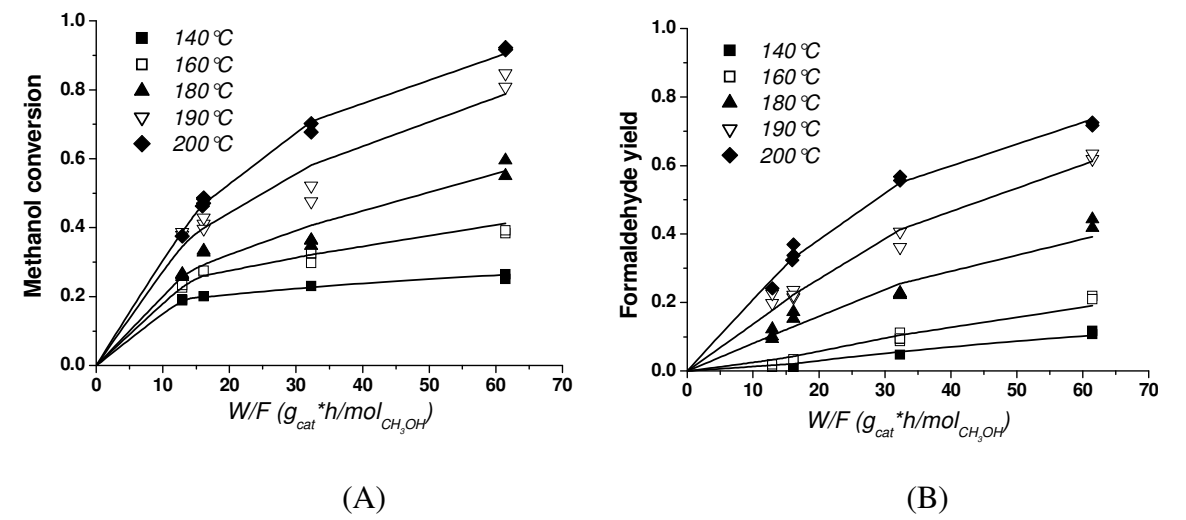 1.0
0.8
0.6
0.4
0.2
0.0
Methanol conversion
140°C
160°C
180°C
190°C
200°C
0 10 20 30 40 50 60 70
W/F (g_cat*h/mol_CH₃OH)
(A)
1.0
0.8
0.6
0.4
0.2
0.0
Formaldehyde yield
140°C
160°C
180°C
190°C
200°C
0 10 20 30 40 50 60 70
W/F (g_cat*h/mol_CH₃OH)
(B)